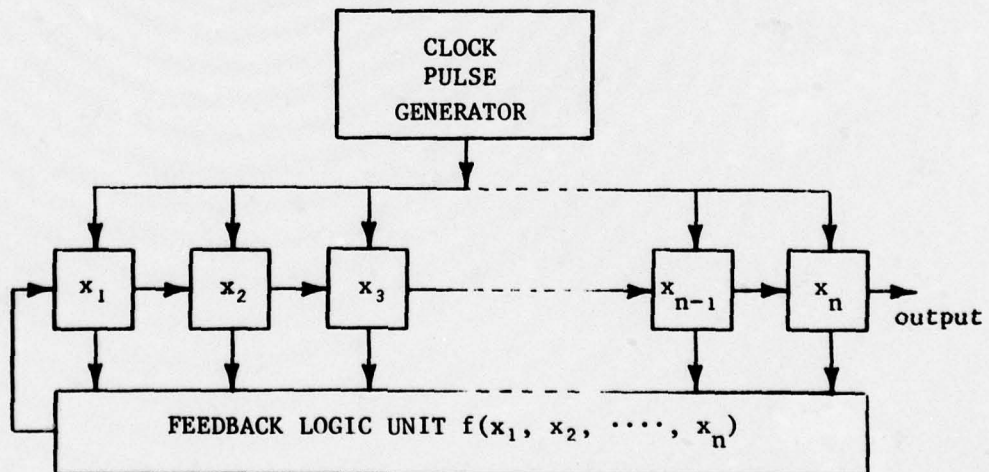 CLOCK
PULSE
GENERATOR
x₁ x₂ x₃ xₙ₋₁ xₙ
output
FEEDBACK LOGIC UNIT f(x₁, x₂, ····, xₙ)